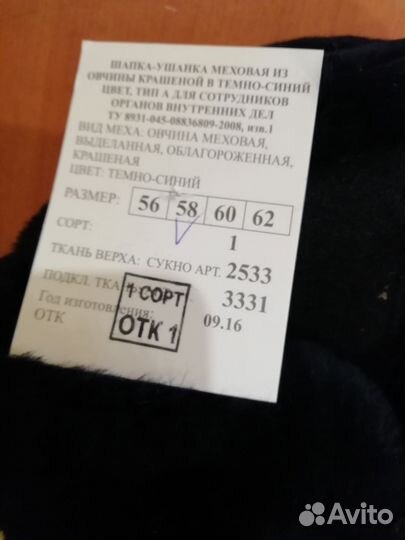 ШАПКА-УШАНКА МЕХОВАЯ ИЗ
ОВЧИНЫ КРАШЕНОЙ В ТЕМНО-СИНИЙ
ЦВЕТ, ТИП А ДЛЯ СОТРУДНИКОВ
ОРГАНОВ ВНУТРЕННИХ ДЕЛ
ТУ 8931-045-08836809-2008, изм.1
ВИД МЕХА: ОВЧИНА МЕХОВАЯ,
ВЫДЕЛАННАЯ, ОБЛАГОРОЖЕННАЯ,
КРАШЕНАЯ
ЦВЕТ: ТЕМНО-СИНИЙ
РАЗМЕР: 56 58 60 62
СОРТ: 1
ТКАНЬ ВЕРХА: СУКНО АРТ. 2533
ПОДКЛ. ТКА 3331
1 СОРТ
ОТК 1
Год изготовления: 09.16
ОТК
Avito